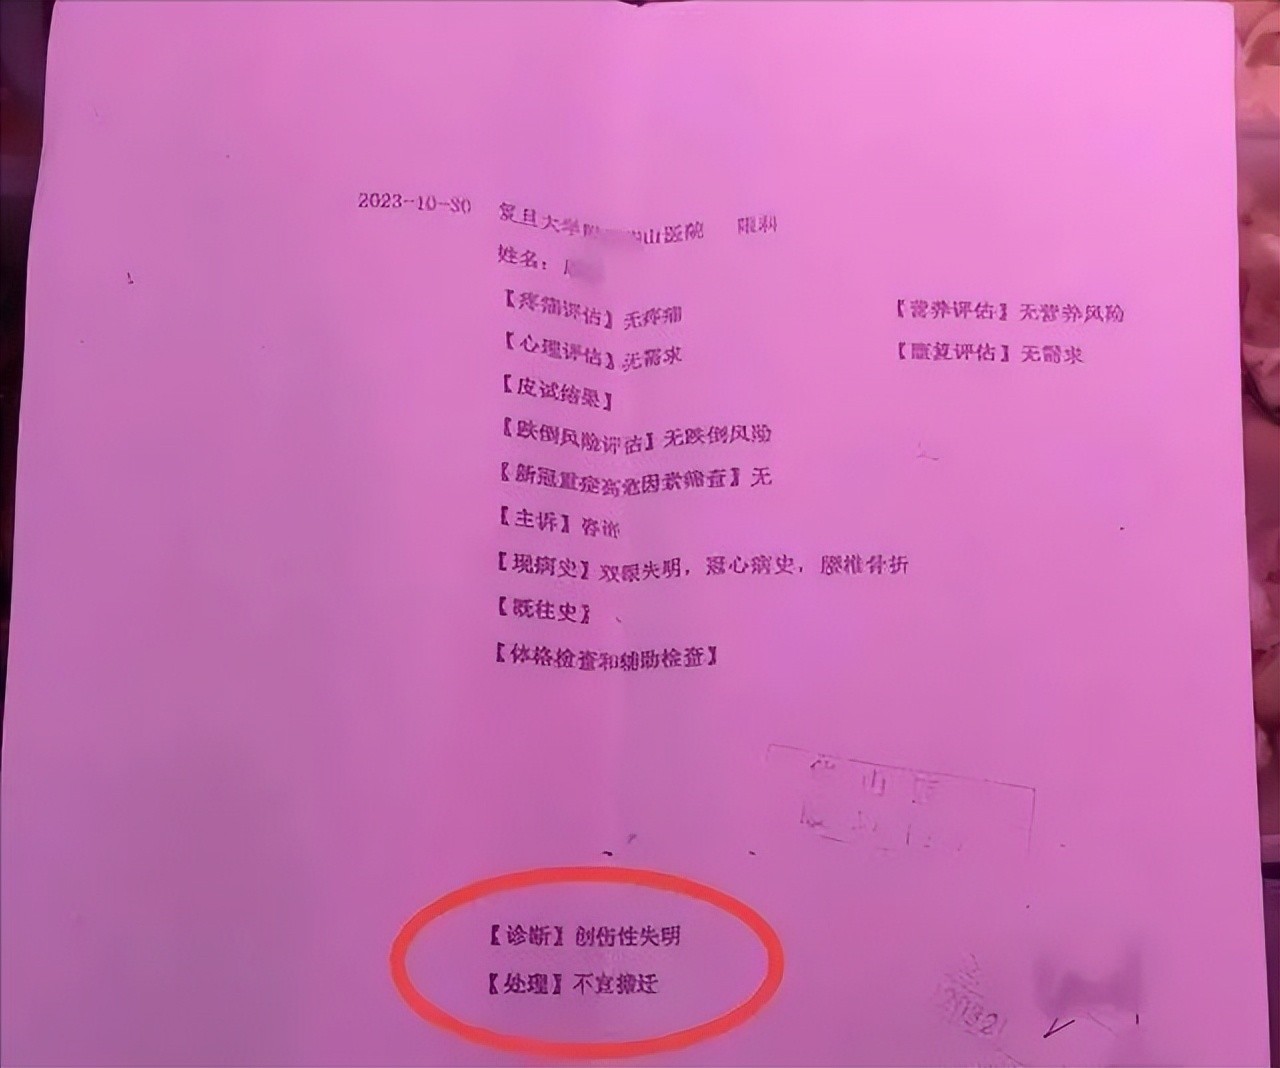 2023-10-30 复旦大学附 中山医院 眼科
姓名：
【疼痛评估】无疼痛 【营养评估】无营养风险
【心理评估】无需求 【康复评估】无需求
【皮试结果】
【跌倒风险评估】无跌倒风险
【新冠重症高危因素筛查】无
【主诉】咨询
【现病史】双眼失明，冠心病史，腰椎骨折
【既往史】
【体格检查和辅助检查】
【诊断】创伤性失明
【处理】不宜搬迁